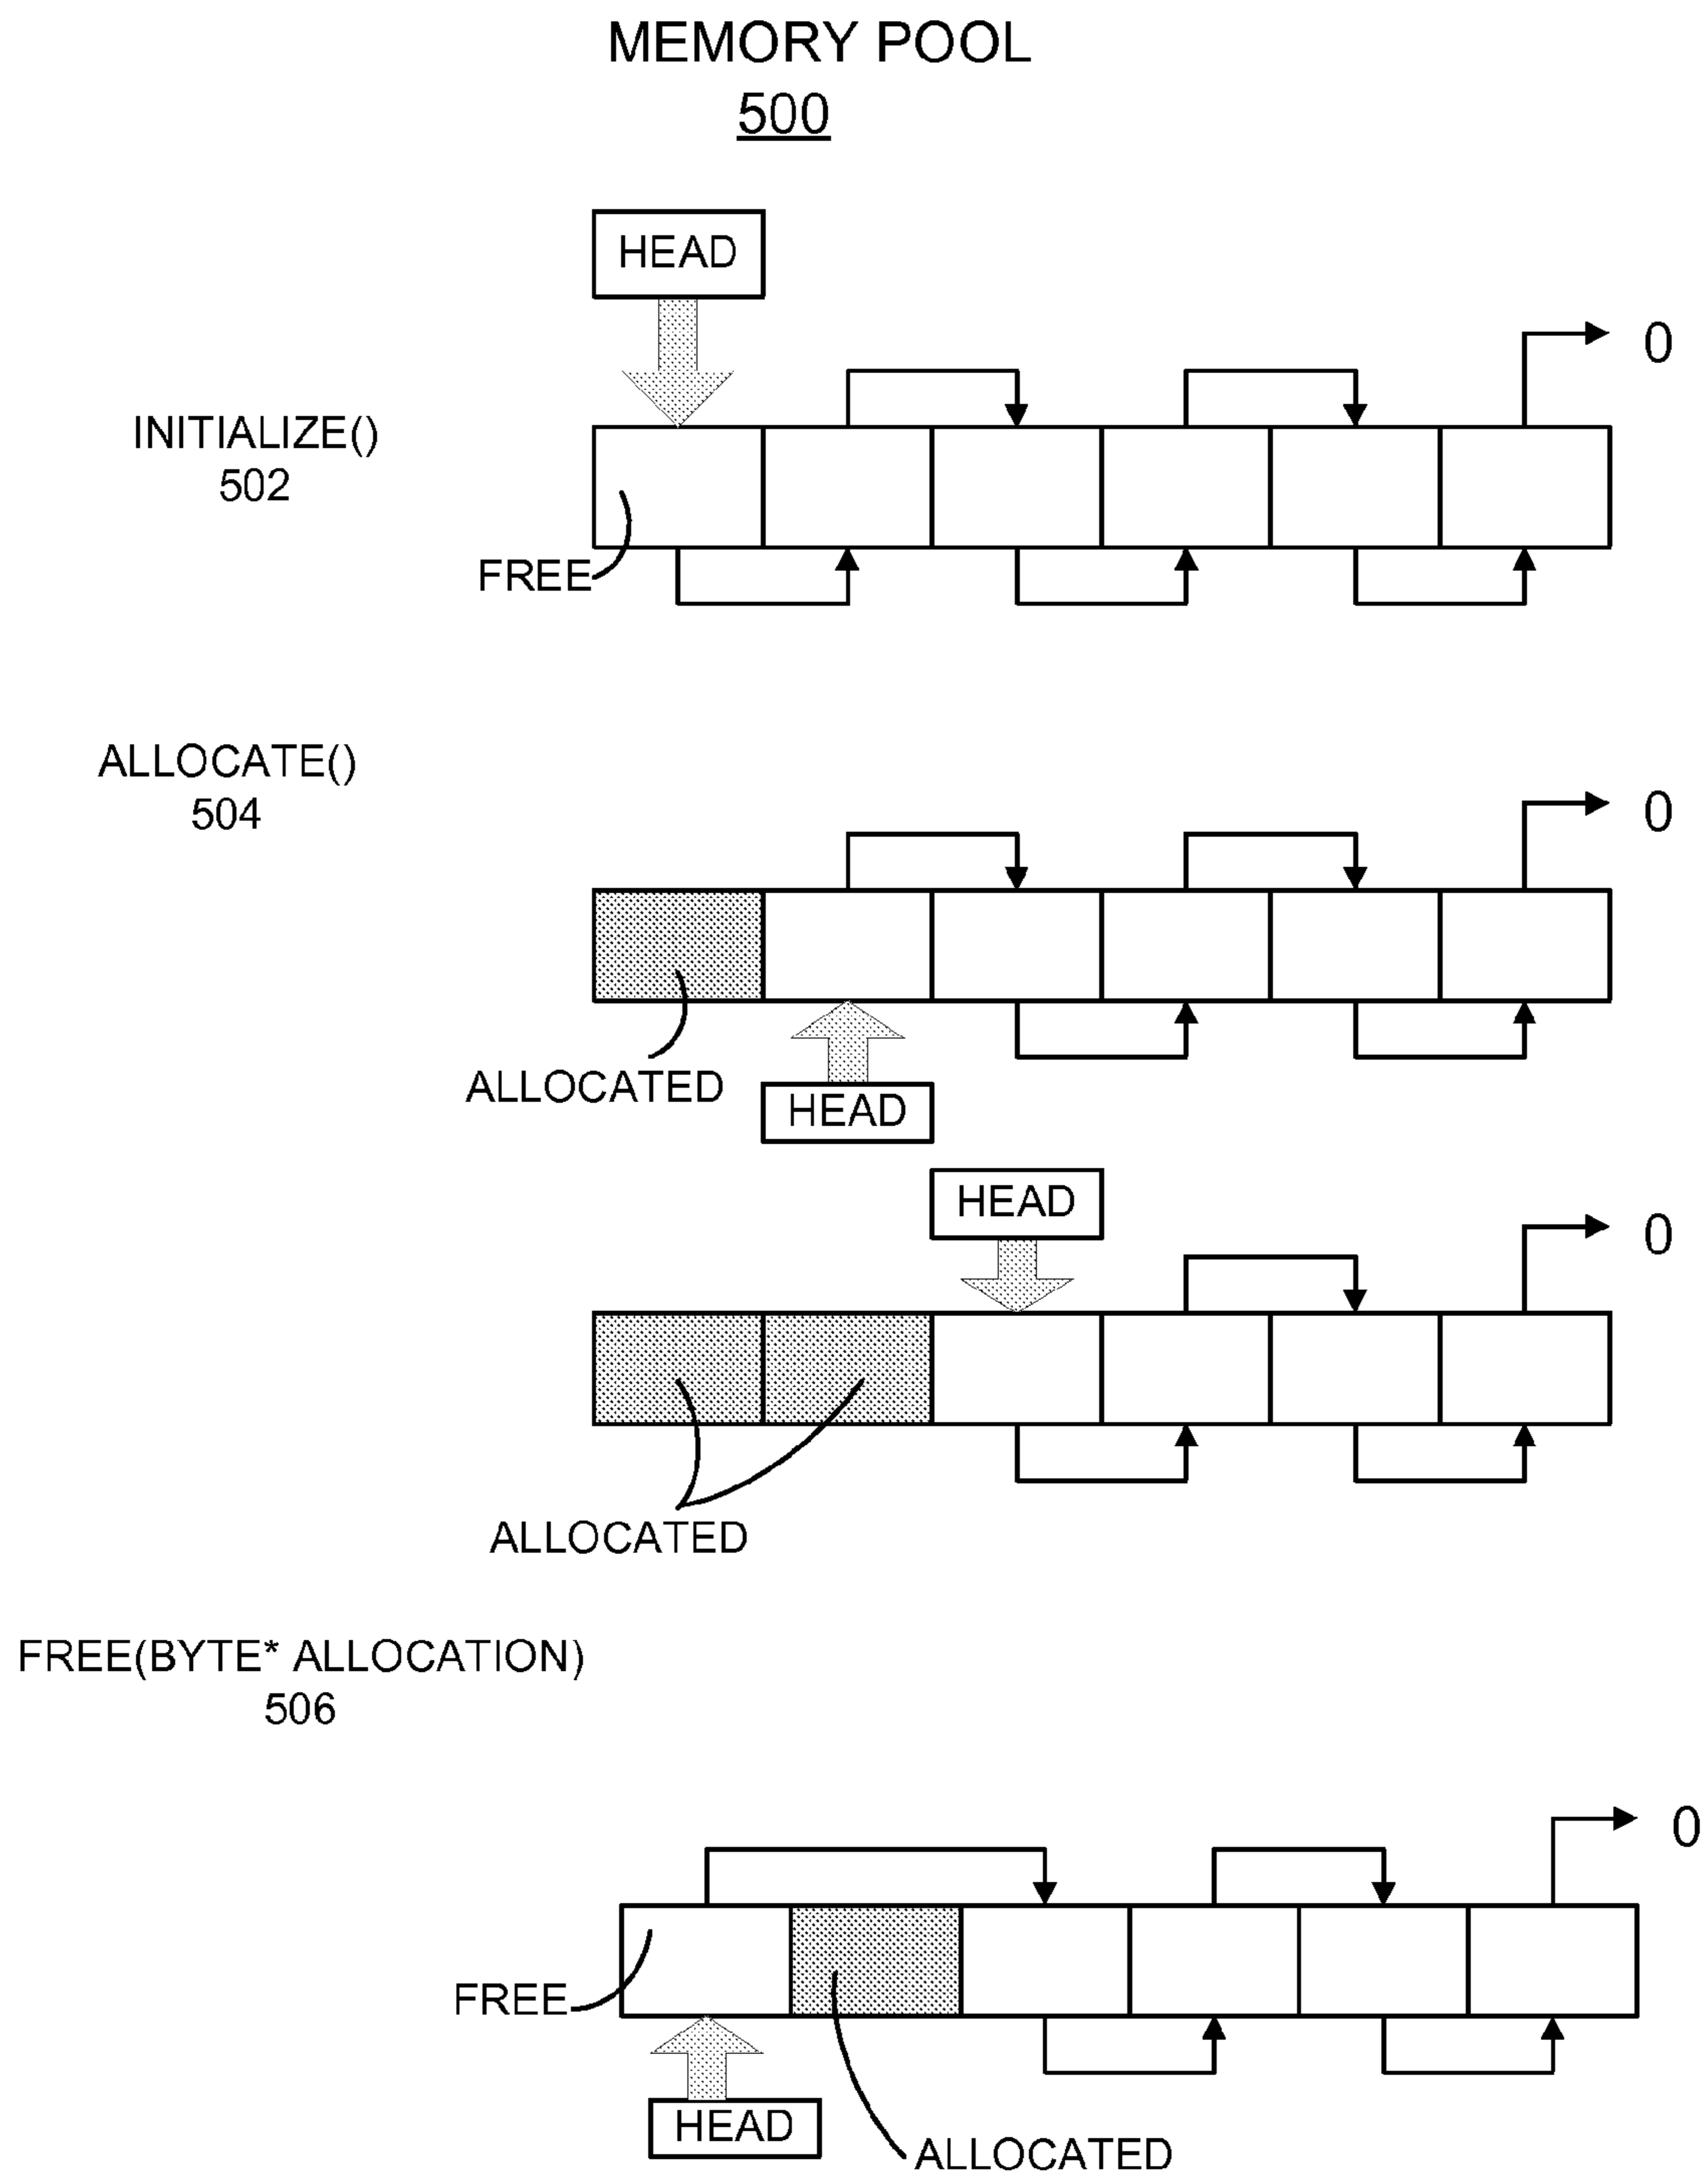 MEMORY POOL
500
HEAD
0
INITIALIZE()
502
FREE
ALLOCATE()
504
0
ALLOCATED
HEAD
HEAD
0
ALLOCATED
FREE(BYTE* ALLOCATION)
506
0
FREE
HEAD
ALLOCATED